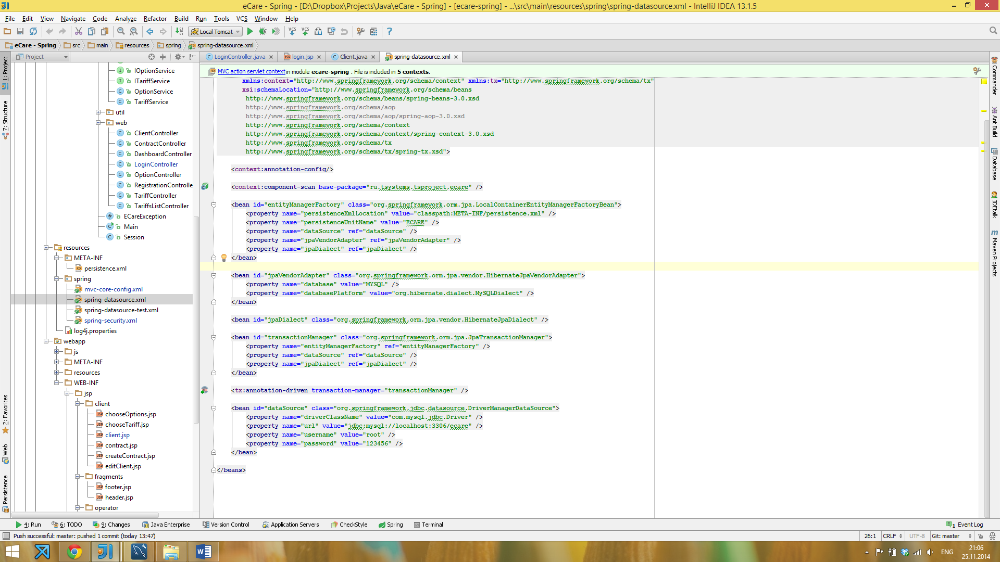 eCare - Spring - [D:\Dropbox\Projects\Java\eCare - Spring] - [ecare-spring] - ...\src\main\resources\spring\spring-datasource.xml - IntelliJ IDEA 13.1.5
File Edit View Navigate Code Analyze Refactor Build Run Tools VCS Window Help
Local Tomcat
eCare - Spring src main resources spring spring-datasource.xml
Project
LoginController.java login.jsp Client.java spring-datasource.xml
MVC action servlet context in module ecare-spring . File is included in 5 contexts.
1: Project
Z: Structure
2: Favorites
Web
Persistence
IOptionService
ITariffService
OptionService
TariffService
util
web
ClientController
ContractController
DashboardController
LoginController
OptionController
RegistrationControlle
TariffController
TariffsListController
ECareException
Main
Session
resources
META-INF
persistence.xml
spring
mvc-core-config.xml
spring-datasource.xml
spring-datasource-test.xml
spring-security.xml
log4j.properties
webapp
js
META-INF
resources
WEB-INF
jsp
client
chooseOptions.jsp
chooseTariff.jsp
client.jsp
contract.jsp
createContract.jsp
editClient.jsp
fragments
footer.jsp
header.jsp
operator
xmlns:context="http://www.springframework.org/schema/context" xmlns:tx="http://www.springframework.org/schema/tx"
xsi:schemaLocation="http://www.springframework.org/schema/beans
http://www.springframework.org/schema/beans/spring-beans-3.0.xsd
http://www.springframework.org/schema/aop
http://www.springframework.org/schema/aop/spring-aop-3.0.xsd
http://www.springframework.org/schema/context
http://www.springframework.org/schema/context/spring-context-3.0.xsd
http://www.springframework.org/schema/tx
http://www.springframework.org/schema/tx/spring-tx.xsd">
<context:annotation-config/>
<context:component-scan base-package="ru.tsystems.tsproject.ecare" />
<bean id="entityManagerFactory" class="org.springframework.orm.jpa.LocalContainerEntityManagerFactoryBean">
<property name="persistenceXmlLocation" value="classpath:META-INF/persistence.xml" />
<property name="persistenceUnitName" value="ECARE" />
<property name="dataSource" ref="dataSource" />
<property name="jpaVendorAdapter" ref="jpaVendorAdapter" />
<property name="jpaDialect" ref="jpaDialect" />
</bean>
<bean id="jpaVendorAdapter" class="org.springframework.orm.jpa.vendor.HibernateJpaVendorAdapter">
<property name="database" value="MYSQL" />
<property name="databasePlatform" value="org.hibernate.dialect.MySQLDialect" />
</bean>
<bean id="jpaDialect" class="org.springframework.orm.jpa.vendor.HibernateJpaDialect" />
<bean id="transactionManager" class="org.springframework.orm.jpa.JpaTransactionManager">
<property name="entityManagerFactory" ref="entityManagerFactory" />
<property name="dataSource" ref="dataSource" />
<property name="jpaDialect" ref="jpaDialect" />
</bean>
<tx:annotation-driven transaction-manager="transactionManager" />
<bean id="dataSource" class="org.springframework.jdbc.datasource.DriverManagerDataSource">
<property name="driverClassName" value="com.mysql.jdbc.Driver" />
<property name="url" value="jdbc:mysql://localhost:3306/ecare" />
<property name="username" value="root" />
<property name="password" value="123456" />
</bean>
</beans>
Commander
Ant Build
Database
IDEtalk
Maven Projects
4: Run 6: TODO 9: Changes Java Enterprise Version Control Application Servers CheckStyle Spring Terminal 1 Event Log
Push successful: master: pushed 1 commit (today 13:47) 26:1 CRLF UTF-8 Git: master
ENG
21:06
25.11.2014